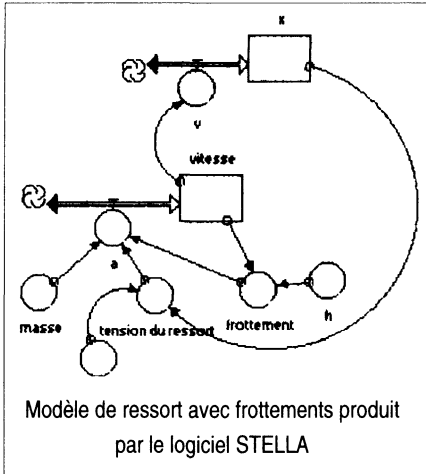 x
v
vitesse
a
masse
tension du ressort
frottement
h
Modèle de ressort avec frottements produit
par le logiciel STELLA